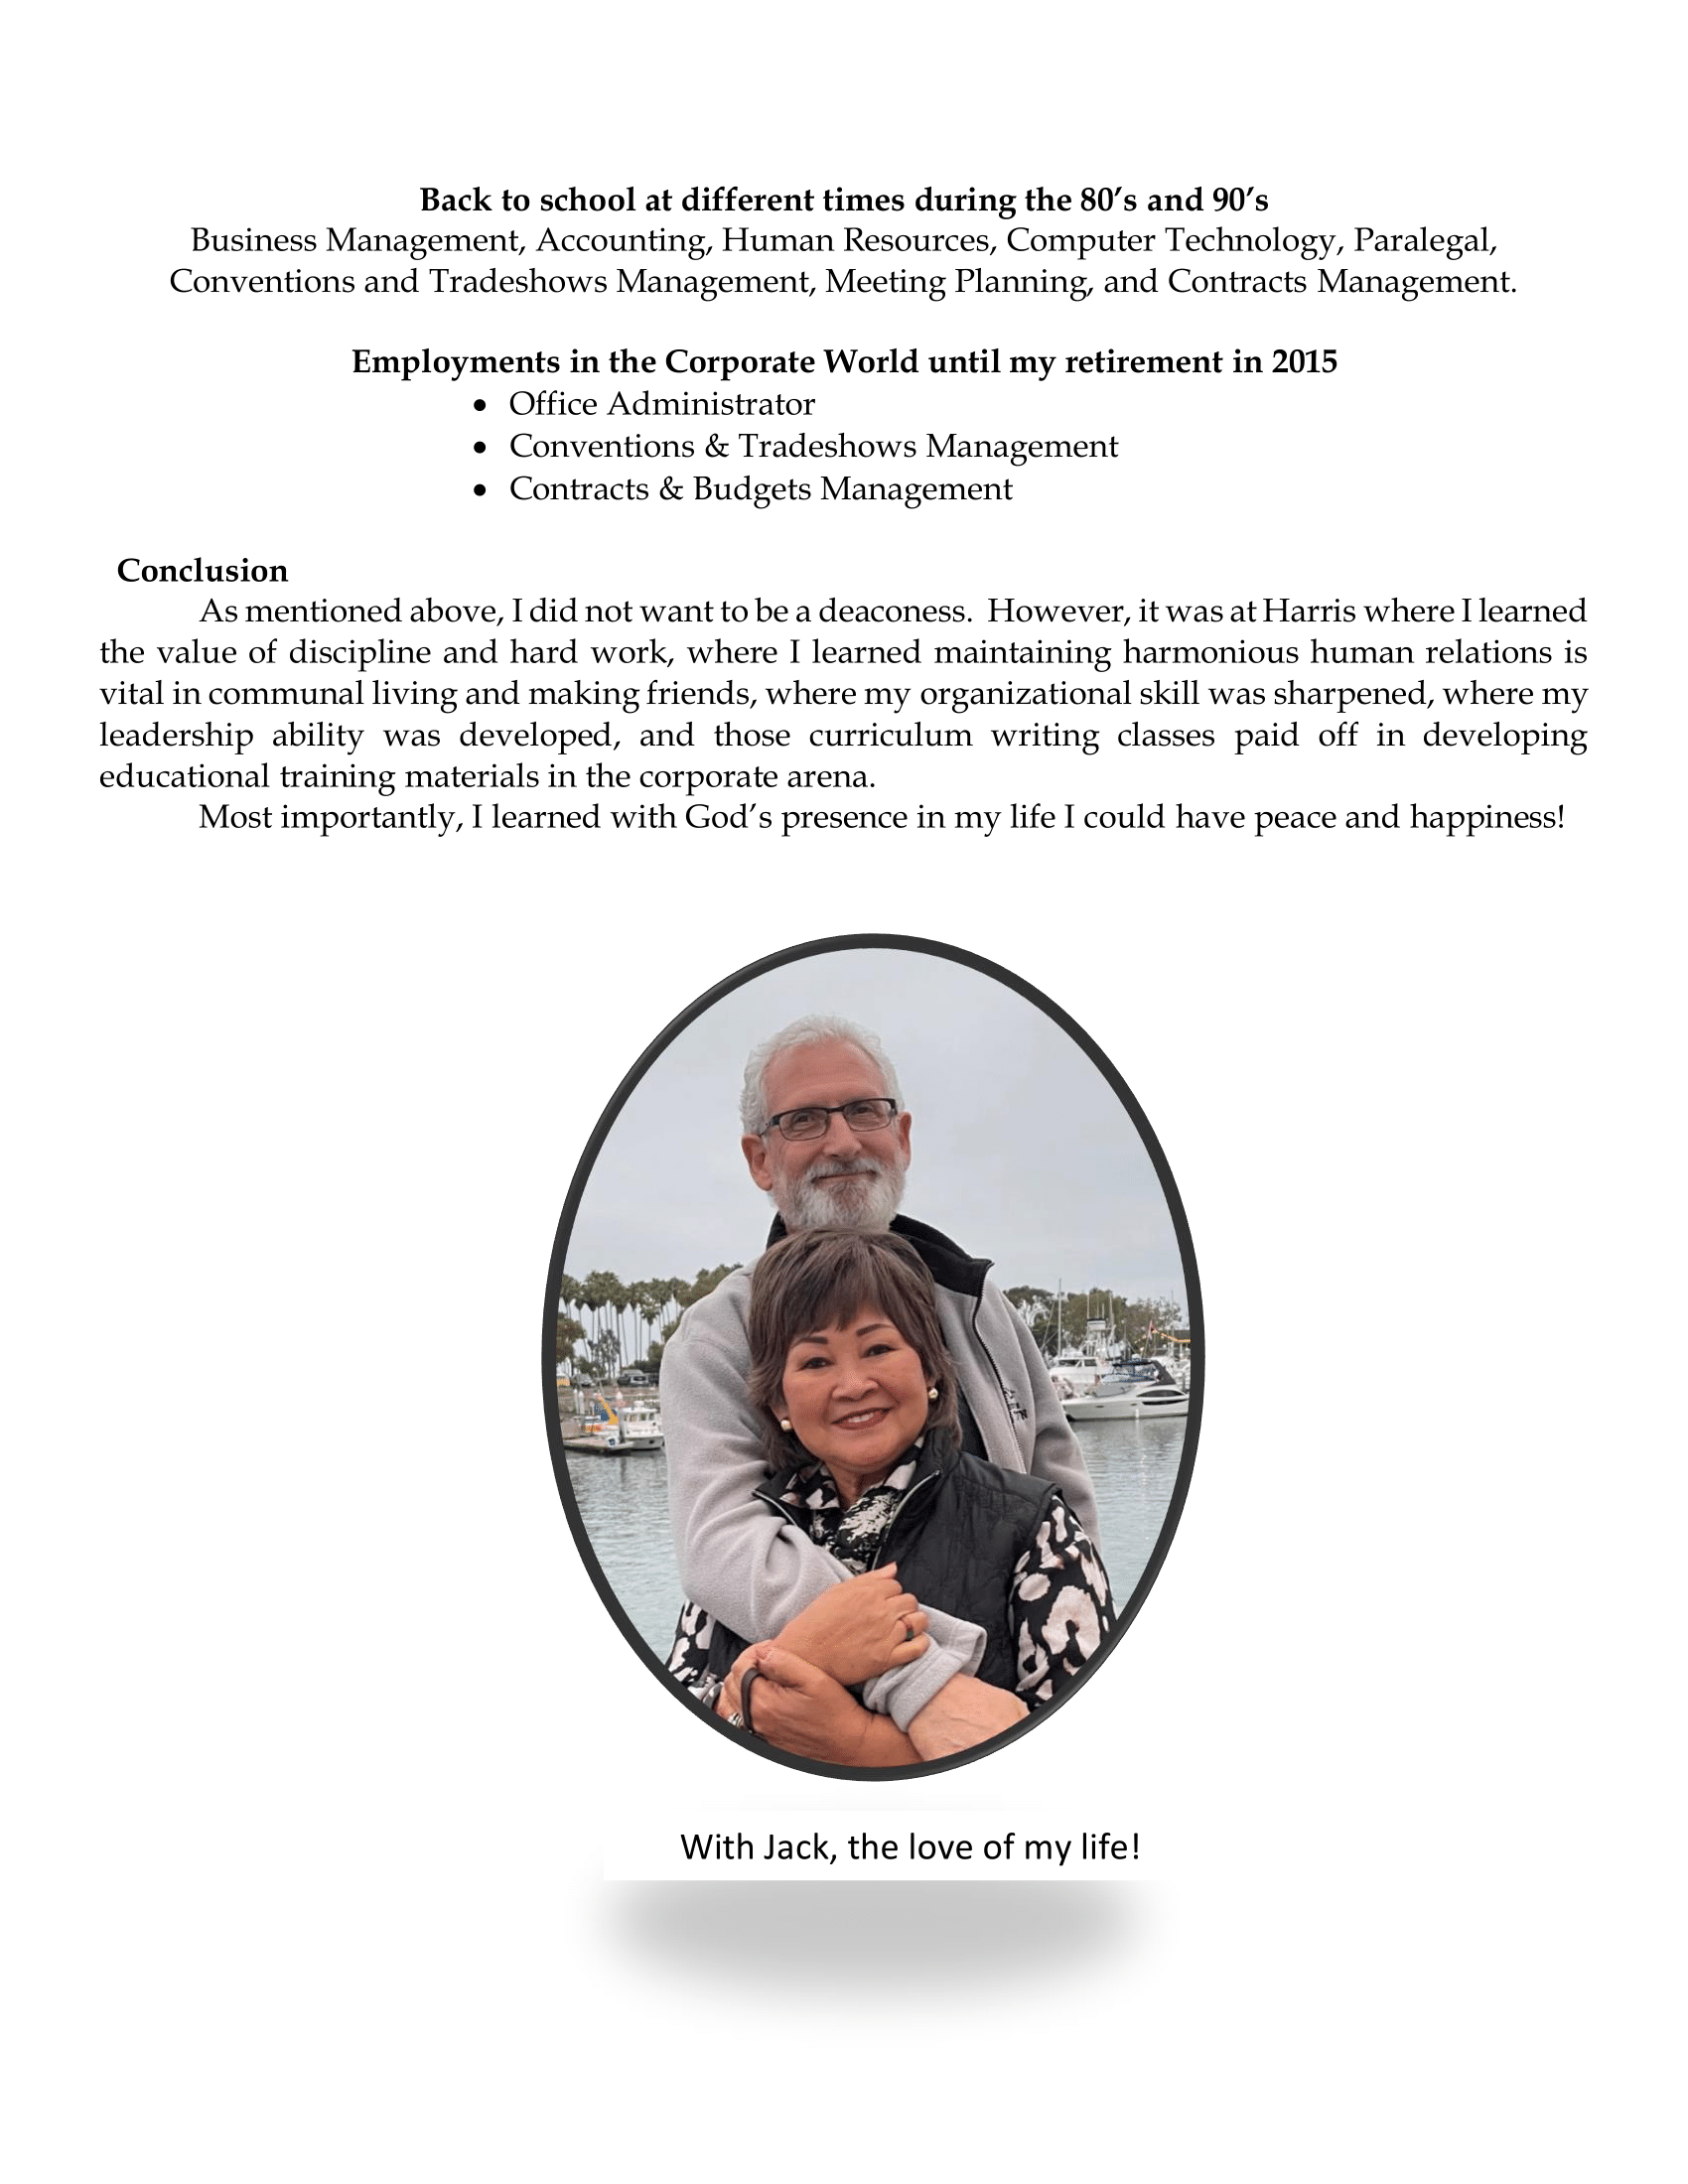 Back to school at different times during the 80’s and 90’s
Business Management, Accounting, Human Resources, Computer Technology, Paralegal,
Conventions and Tradeshows Management, Meeting Planning, and Contracts Management.
Employments in the Corporate World until my retirement in 2015
• Office Administrator
• Conventions & Tradeshows Management
• Contracts & Budgets Management
Conclusion
As mentioned above, I did not want to be a deaconess. However, it was at Harris where I learned
the value of discipline and hard work, where I learned maintaining harmonious human relations is
vital in communal living and making friends, where my organizational skill was sharpened, where my
leadership ability was developed, and those curriculum writing classes paid off in developing
educational training materials in the corporate arena.
Most importantly, I learned with God’s presence in my life I could have peace and happiness!
With Jack, the love of my life!